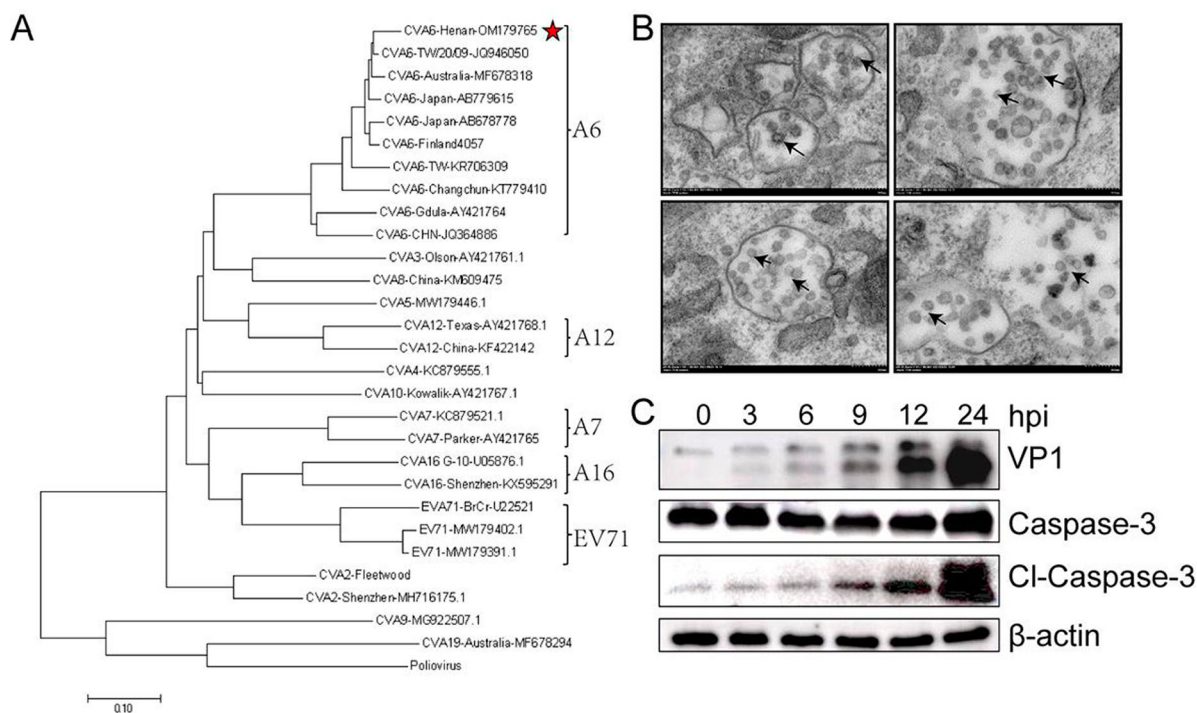 A
CVA6-Henan-OM179765
CVA6-TW/20/09-JQ946050
CVA6-Australia-MF678318
CVA6-Japan-AB779615
CVA6-Japan-AB678778
CVA6-Finland4057
CVA6-TW-KR706309
CVA6-Changchun-KT779410
CVA6-Gdula-AY421764
CVA6-CHN-JQ364886
A6
CVA3-Olson-AY421761.1
CVA8-China-KM609475
CVA5-MW179446.1
CVA12-Texas-AY421768.1
CVA12-China-KF422142
A12
CVA4-KC879555.1
CVA10-Kowalik-AY421767.1
CVA7-KC879521.1
CVA7-Parker-AY421765
A7
CVA16 G-10-U05876.1
CVA16-Shenzhen-KX595291
A16
EVA71-BrCr-U22521
EV71-MW179402.1
EV71-MW179391.1
EV71
CVA2-Fleetwood
CVA2-Shenzhen-MH716175.1
CVA9-MG922507.1
CVA19-Australia-MF678294
Poliovirus
0.10
B
C
0 3 6 9 12 24 hpi
VP1
Caspase-3
Cl-Caspase-3
β-actin